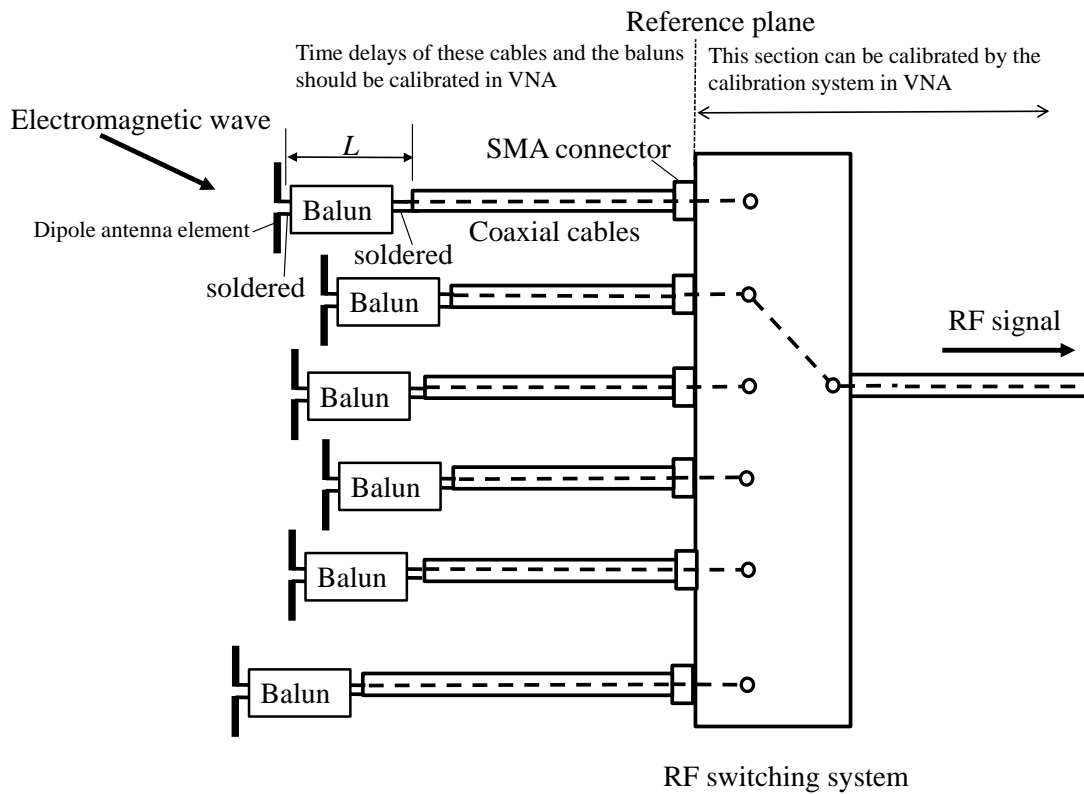 Reference plane
Time delays of these cables and the baluns
should be calibrated in VNA
This section can be calibrated by the
calibration system in VNA
Electromagnetic wave
L
SMA connector
Balun
Dipole antenna element
Coaxial cables
soldered
soldered
Balun
RF signal
Balun
Balun
Balun
Balun
RF switching system